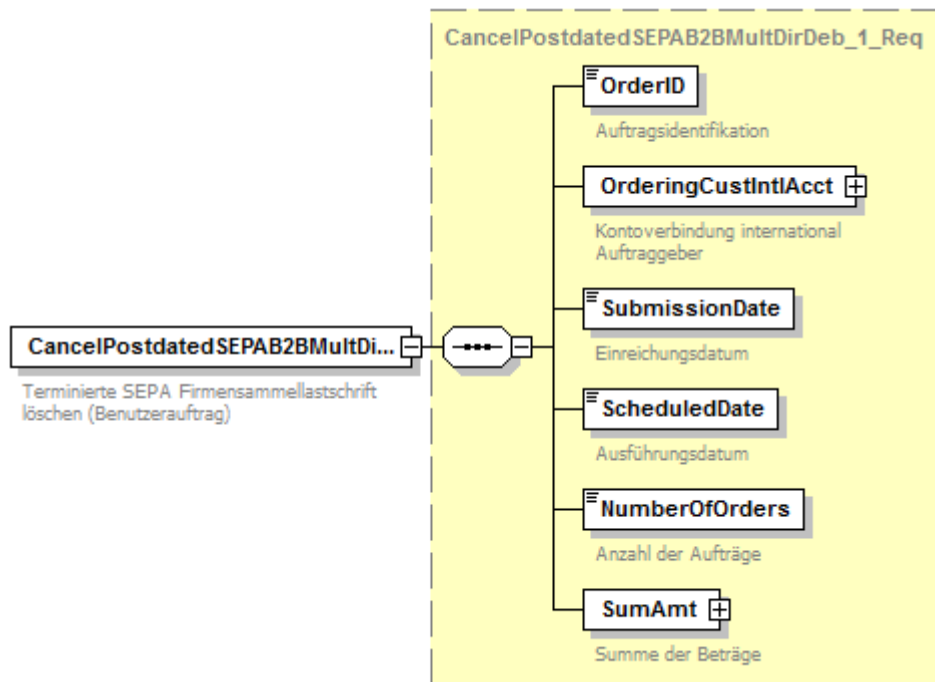 CancelPostdatedSEPAB2BMultDirDeb_1_Req
OrderID
Auftragsidentifikation
OrderingCustIntlAcct
Kontoverbindung international
Auftraggeber
SubmissionDate
Einreichungsdatum
CancelPostdatedSEPAB2BMultDi...
Terminierte SEPA Firmensammellastschrift
löschen (Benutzerauftrag)
ScheduledDate
Ausführungsdatum
NumberOfOrders
Anzahl der Aufträge
SumAmt
Summe der Beträge